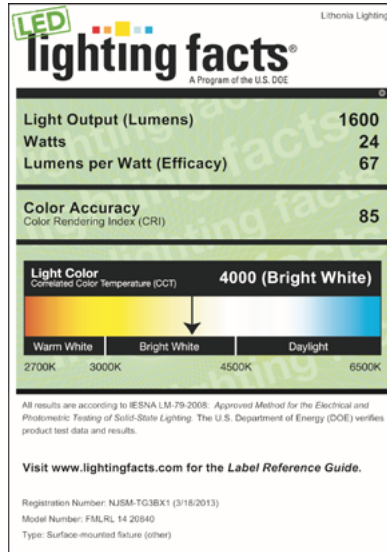 Lithonia Lighting
LED
lighting facts®
A Program of the U.S. DOE
©
Light Output (Lumens) 1600
Watts 24
Lumens per Watt (Efficacy) 67
Color Accuracy
Color Rendering Index (CRI) 85
Light Color
Correlated Color Temperature (CCT) 4000 (Bright White)
Warm White Bright White Daylight
2700K 3000K 4500K 6500K
All results are according to IESNA LM-79-2008: Approved Method for the Electrical and
Photometric Testing of Solid-State Lighting. The U.S. Department of Energy (DOE) verifies
product test data and results.
Visit www.lightingfacts.com for the Label Reference Guide.
Registration Number: NJSM-TG3BX1 (3/18/2013)
Model Number: FMLRL 14 20840
Type: Surface-mounted fixture (other)